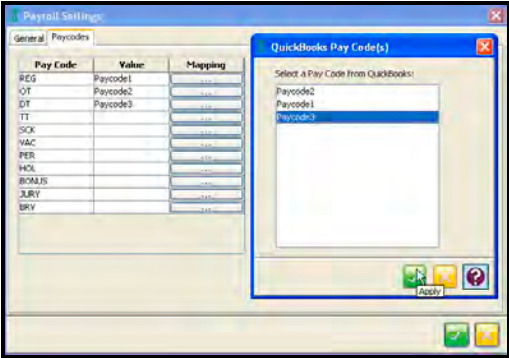 Payroll Settings
General Paycodes
Pay Code Value Mapping
REG Paycode1 ...
OT Paycode2 ...
DT Paycode3 ...
TT ...
SCK ...
VAC ...
PER ...
HOL ...
BONUS ...
JURY ...
BRV ...
QuickBooks Pay Code(s)
Select a Pay Code from QuickBooks:
Paycode2
Paycode1
Paycode3
Apply